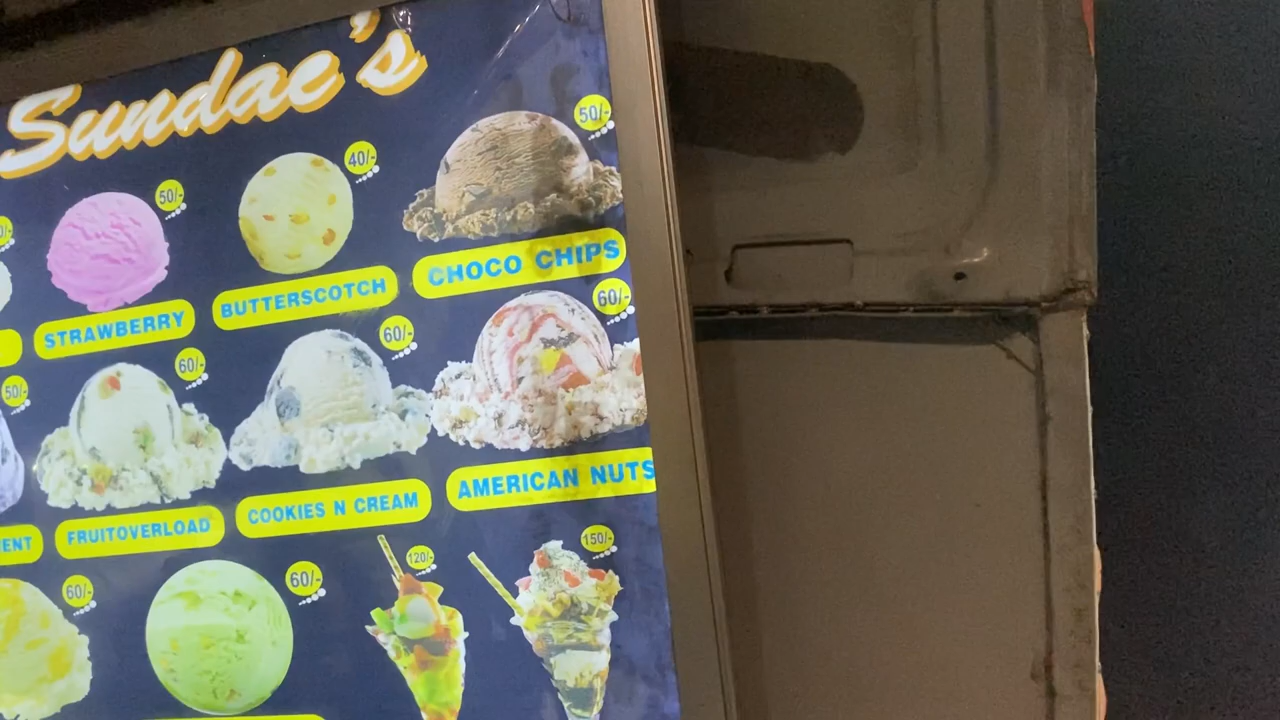 Sundae's
50/-
40/-
50/-
STRAWBERRY
BUTTERSCOTCH
CHOCO CHIPS
50/-
60/-
60/-
60/-
FRUITOVERLOAD
COOKIES N CREAM
AMERICAN NUTS
60/-
60/-
120/-
150/-